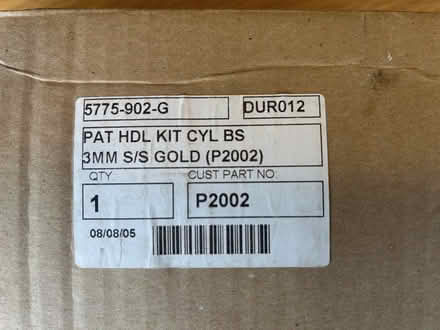 5775-902-G DUR012
PAT HDL KIT CYL BS
3MM S/S GOLD (P2002)
QTY CUST PART NO:
1 P2002
08/08/05